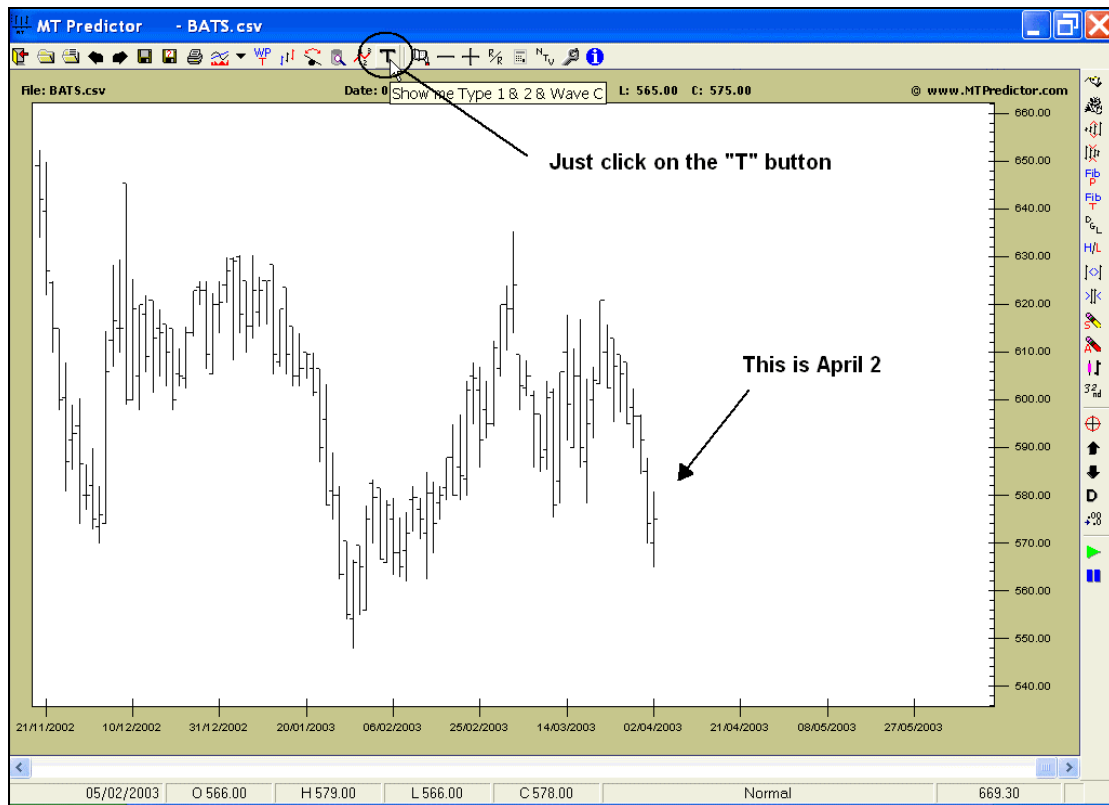 MT Predictor - BATS.csv
WP T
T
R/R
N T U
File: BATS.csv Date: 0 L: 565.00 C: 575.00 © www.MTPredictor.com
Show me Type 1 & 2 & Wave C
Just click on the "T" button
This is April 2
660.00
650.00
640.00
630.00
620.00
610.00
600.00
590.00
580.00
570.00
560.00
550.00
540.00
Fib P
Fib T
D G L
H/L
S
A
32nd
D
21/11/2002 10/12/2002 31/12/2002 20/01/2003 06/02/2003 25/02/2003 14/03/2003 02/04/2003 21/04/2003 08/05/2003 27/05/2003
05/02/2003 O 566.00 H 579.00 L 566.00 C 578.00 Normal 669.30